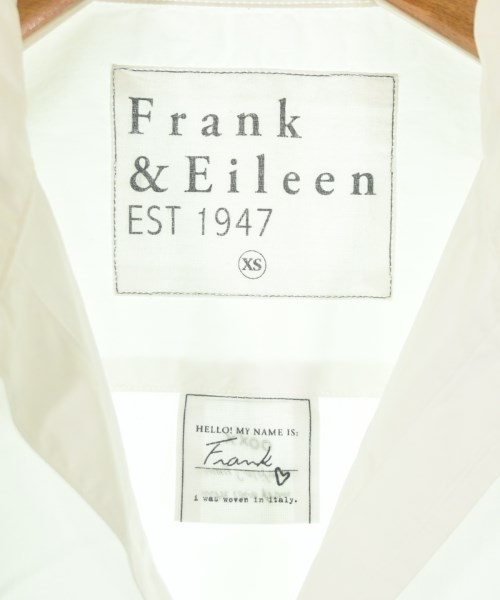 Frank
& Eileen
EST 1947
XS
HELLO! MY NAME IS:
Frank
i was woven in italy.